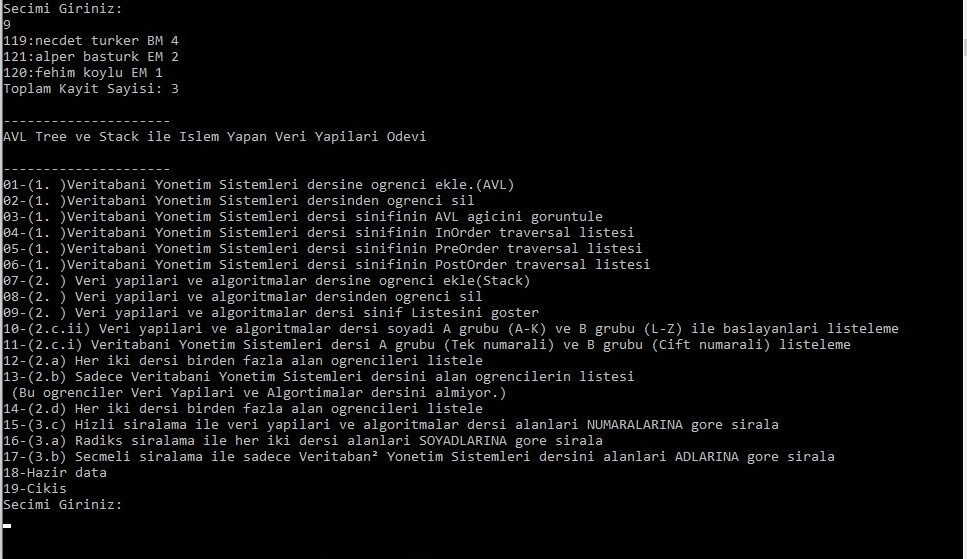 Secimi Giriniz:
9
119:necdet turker BM 4
121:alper basturk EM 2
120:fehim koylu EM 1
Toplam Kayit Sayisi: 3
---------------------
AVL Tree ve Stack ile Islem Yapan Veri Yapilari Odevi
---------------------
01-(1. )Veritabani Yonetim Sistemleri dersine ogrenci ekle.(AVL)
02-(1. )Veritabani Yonetim Sistemleri dersinden ogrenci sil
03-(1. )Veritabani Yonetim Sistemleri dersi sinifinin AVL agicini goruntule
04-(1. )Veritabani Yonetim Sistemleri dersi sinifinin InOrder traversal listesi
05-(1. )Veritabani Yonetim Sistemleri dersi sinifinin PreOrder traversal listesi
06-(1. )Veritabani Yonetim Sistemleri dersi sinifinin PostOrder traversal listesi
07-(2. ) Veri yapilari ve algoritmalar dersine ogrenci ekle(Stack)
08-(2. ) Veri yapilari ve algoritmalar dersinden ogrenci sil
09-(2. ) Veri yapilari ve algoritmalar dersi sinif Listesini goster
10-(2.c.ii) Veri yapilari ve algoritmalar dersi soyadi A grubu (A-K) ve B grubu (L-Z) ile baslayanlari listeleme
11-(2.c.i) Veritabani Yonetim Sistemleri dersi A grubu (Tek numarali) ve B grubu (Cift numarali) listeleme
12-(2.a) Her iki dersi birden fazla alan ogrencileri listele
13-(2.b) Sadece Veritabani Yonetim Sistemleri dersini alan ogrencilerin listesi
(Bu ogrenciler Veri Yapilari ve Algortimalar dersini almiyor.)
14-(2.d) Her iki dersi birden fazla alan ogrencileri listele
15-(3.c) Hizli siralama ile veri yapilari ve algoritmalar dersi alanlari NUMARALARINA gore sirala
16-(3.a) Radiks siralama ile her iki dersi alanlari SOYADLARINA gore sirala
17-(3.b) Secmeli siralama ile sadece Veritaban² Yonetim Sistemleri dersini alanlari ADLARINA gore sirala
18-Hazir data
19-Cikis
Secimi Giriniz: